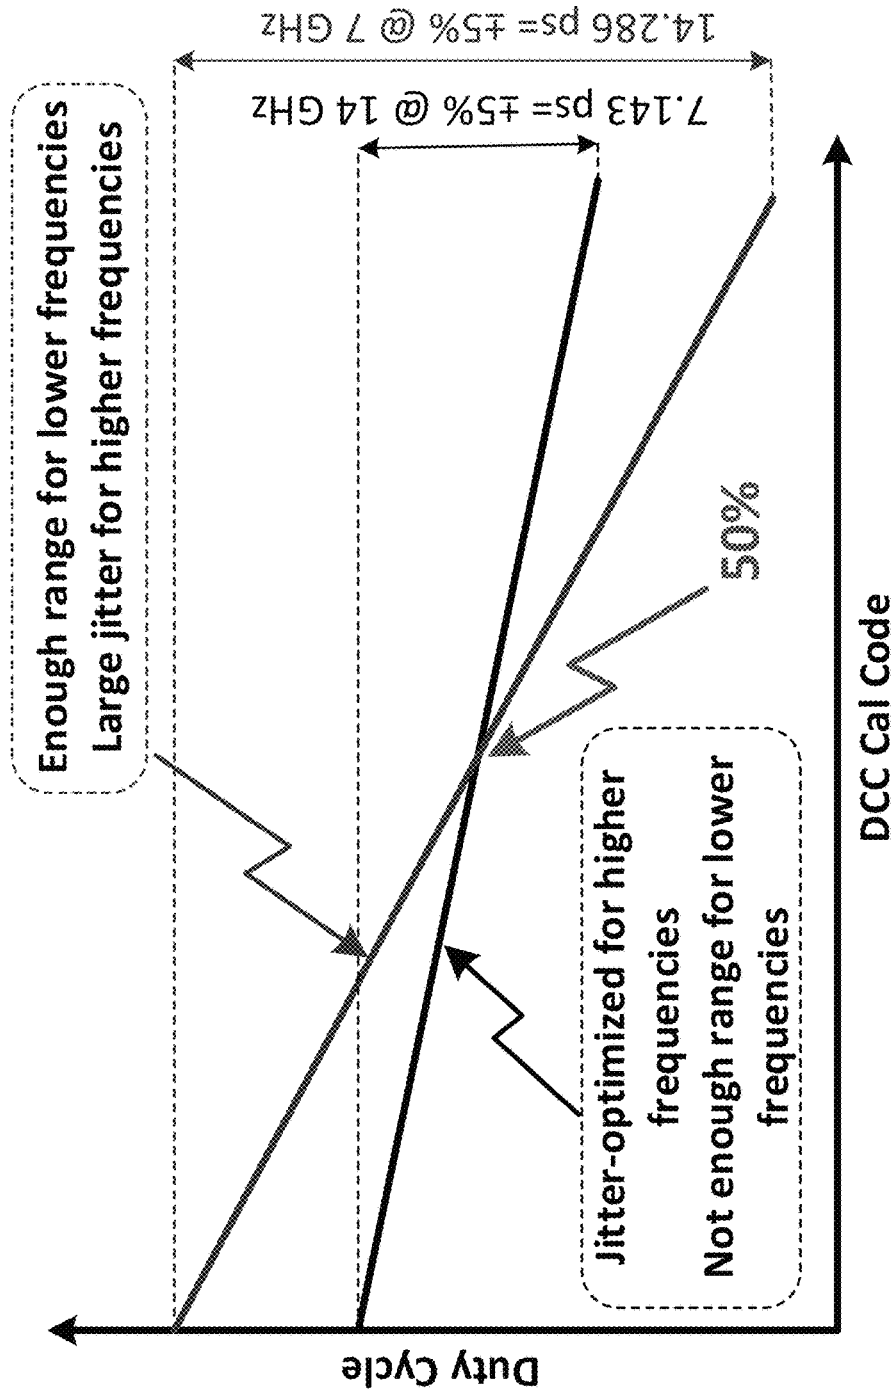 Enough range for lower frequencies
Large jitter for higher frequencies
14.286 ps= ±5% @ 7 GHz
7.143 ps= ±5% @ 14 GHz
Duty Cycle
50%
Jitter-optimized for higher
frequencies
Not enough range for lower
frequencies
DCC Cal Code